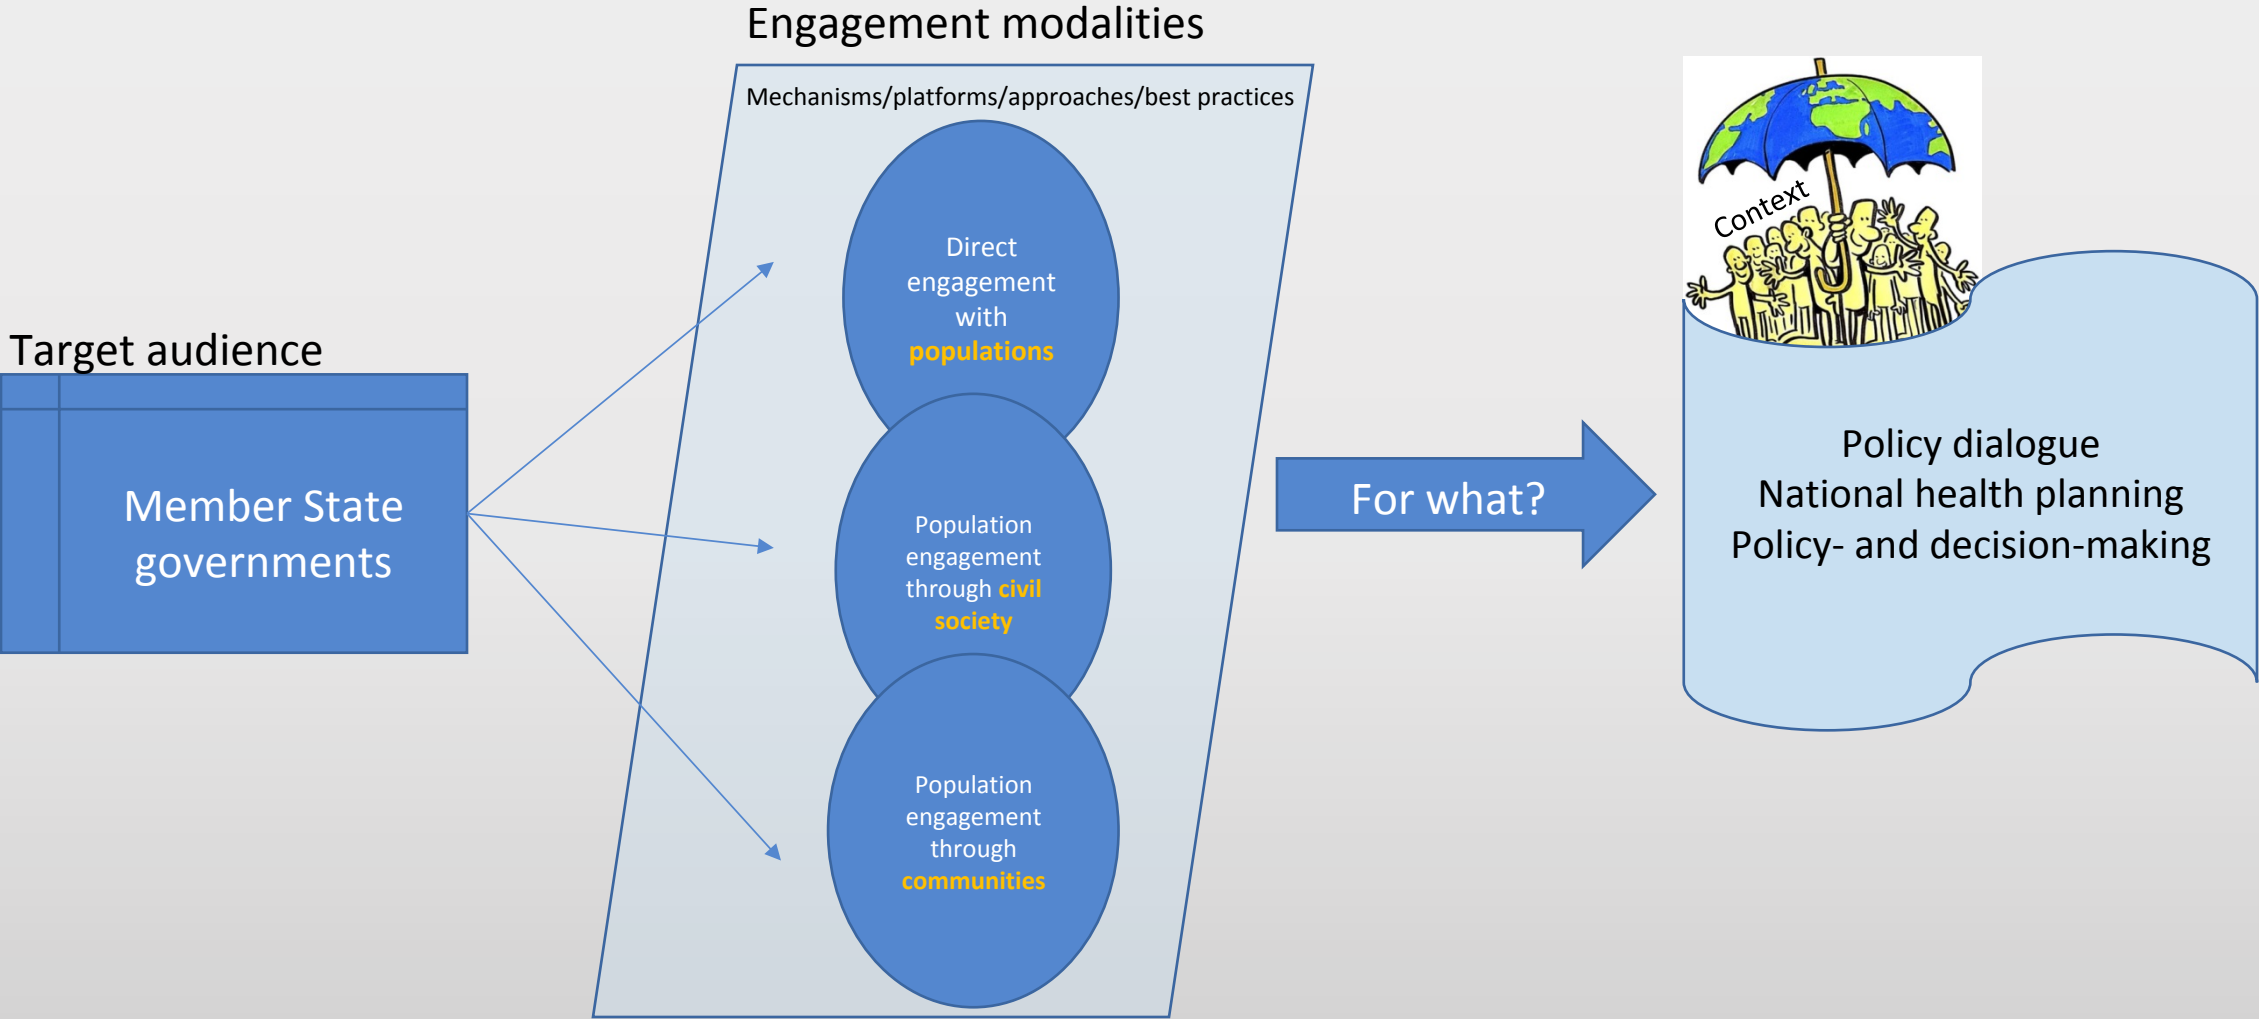 Engagement modalities
Mechanisms/platforms/approaches/best practices
Target audience
Member State
governments
Direct
engagement
with
populations
Population
engagement
through civil
society
Population
engagement
through
communities
For what?
Context
Policy dialogue
National health planning
Policy- and decision-making